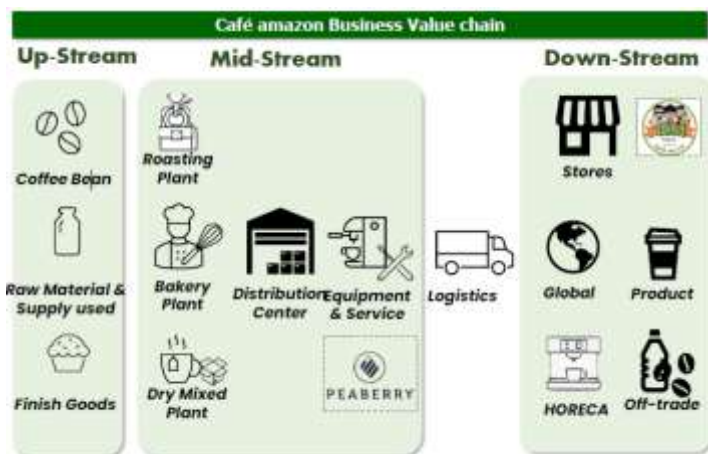 Café amazon Business Value chain
Up-Stream
Mid-Stream
Down-Stream
Coffee Bean
Raw Material &
Supply used
Finish Goods
Roasting
Plant
Bakery
Plant
Dry Mixed
Plant
Distribution
Center
Equipment
& Service
PEABERRY
Logistics
Stores
Global
Product
HORECA
Off-trade